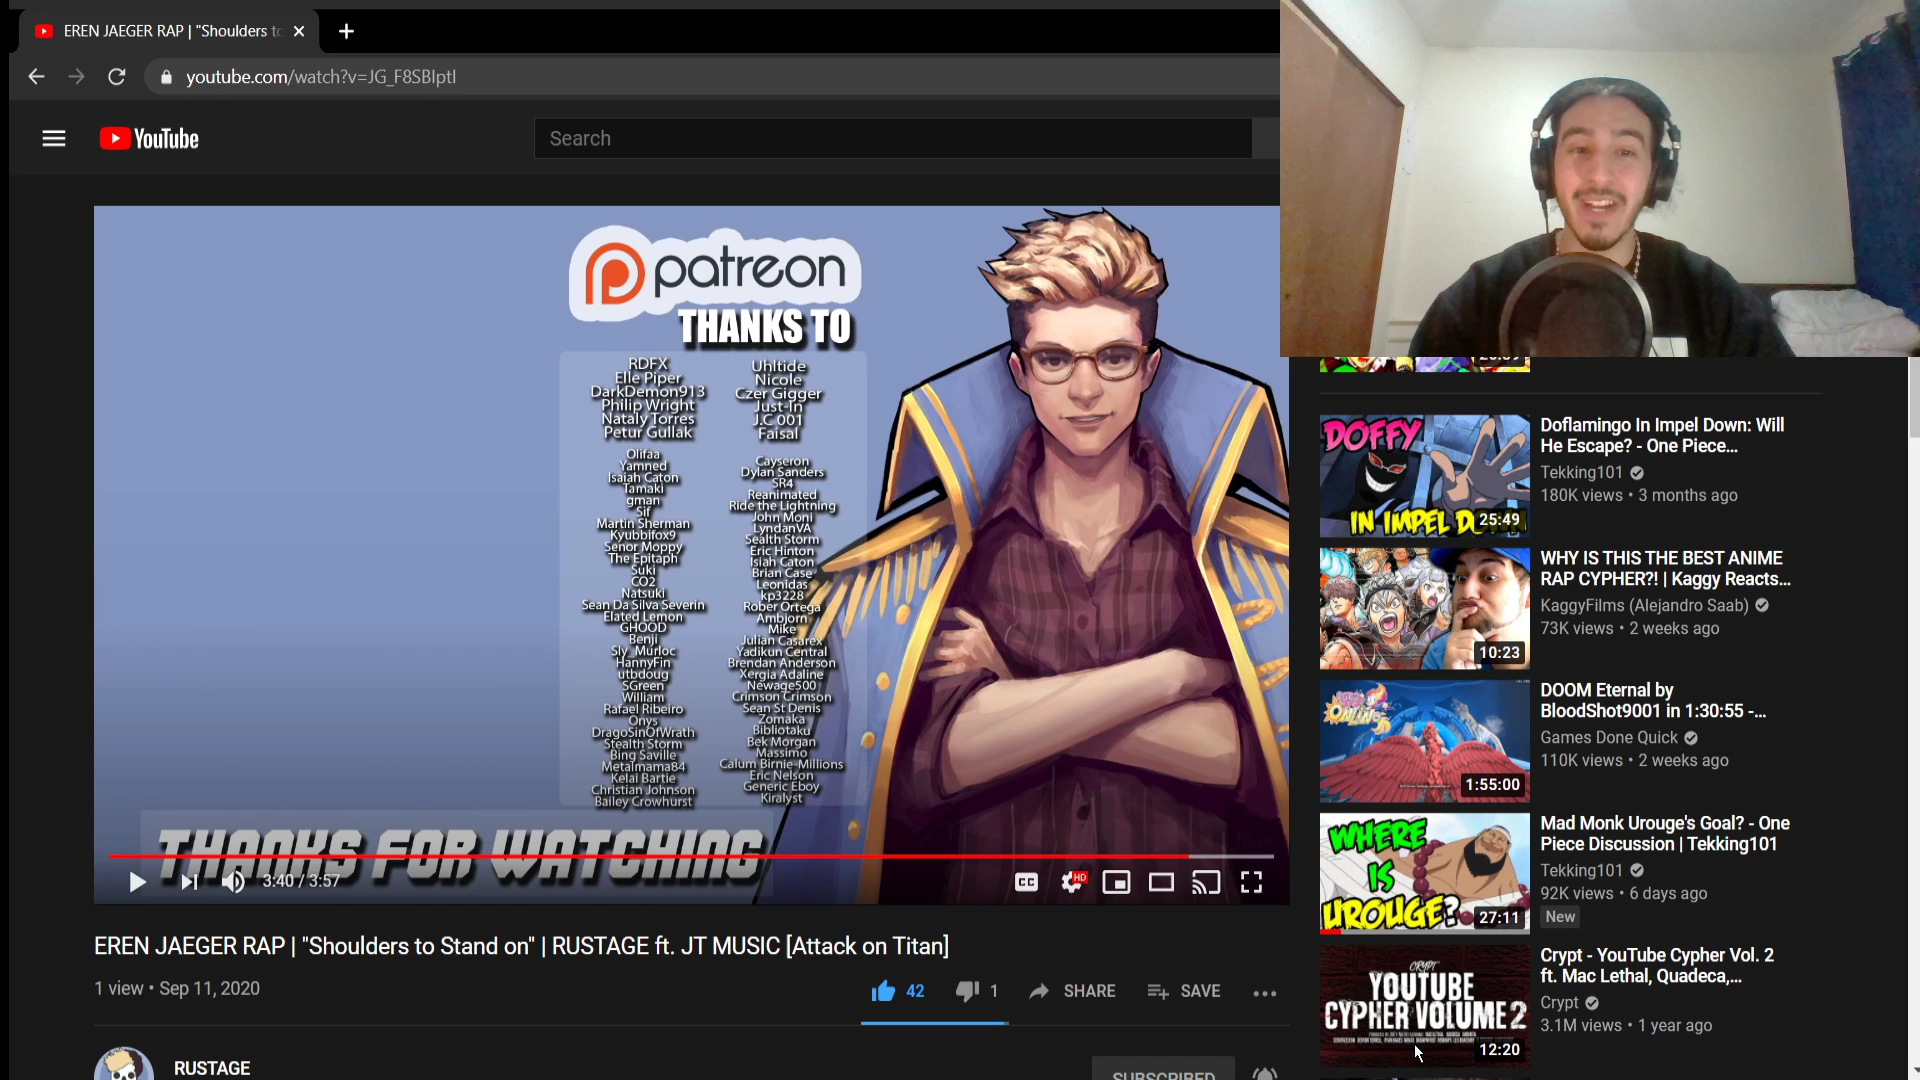 EREN JAEGER RAP | "Shoulders to
youtube.com/watch?v=JG_F8SBIptI
YouTube
Search
patreon
THANKS TO
RDFX
Elle Piper
DarkDemon913
Philip Wright
Nataly Torres
Petur Gullak
Olifaa
Yamned
Isaiah Caton
Tamaki
gman
Sif
Martin Sherman
Kyubbifox9
Senor Moppy
The Epitaph
Suki
CO2
Natsuki
Sean Da Silva Severin
Elated Lemon
GHOOD
Benji
Sly_Murloc
HannyFin
utbdoug
SGreen
William
Rafael Ribeiro
Onys
DragoSinOfWrath
Stealth Storm
Bing Saville
Metalmama84
Kelai Bartie
Christian Johnson
Bailey Crowhurst
Uhltide
Nicole
Czer Gigger
Just-In
J.C 001
Faisal
Cayseron
Dylan Sanders
SR4
Reanimated
Ride the Lightning
John Moni
LyndanVA
Sealth Storm
Eric Hinton
Isiah Caton
Brian Case
Leonidas
kp3228
Rober Ortega
Ambjorn
Mike
Julian Casarex
Yadikun Central
Brendan Anderson
Xergia Adaline
Newage500
Crimson Crimson
Sean St Denis
Zomaka
Bibliotaku
Bek Morgan
Massimo
Calum Birnie-Millions
Eric Nelson
Generic Eboy
Kiralyst
THANKS FOR WATCHING
3:40 / 3:57
CC
HD
EREN JAEGER RAP | "Shoulders to Stand on" | RUSTAGE ft. JT MUSIC [Attack on Titan]
1 view • Sep 11, 2020
42
1
SHARE
SAVE
RUSTAGE
SUBSCRIBED
DOFFY
25:49
Doflamingo In Impel Down: Will
He Escape? - One Piece...
Tekking101
180K views • 3 months ago
10:23
WHY IS THIS THE BEST ANIME
RAP CYPHER?! | Kaggy Reacts...
KaggyFilms (Alejandro Saab)
73K views • 2 weeks ago
ONLINE
1:55:00
DOOM Eternal by
BloodShot9001 in 1:30:55 -...
Games Done Quick
110K views • 2 weeks ago
WHERE
IS
UROUGE?
27:11
Mad Monk Urouge's Goal? - One
Piece Discussion | Tekking101
Tekking101
92K views • 6 days ago
New
CRYPT
YOUTUBE
CYPHER VOLUME 2
12:20
Crypt - YouTube Cypher Vol. 2
ft. Mac Lethal, Quadeca,...
Crypt
3.1M views • 1 year ago